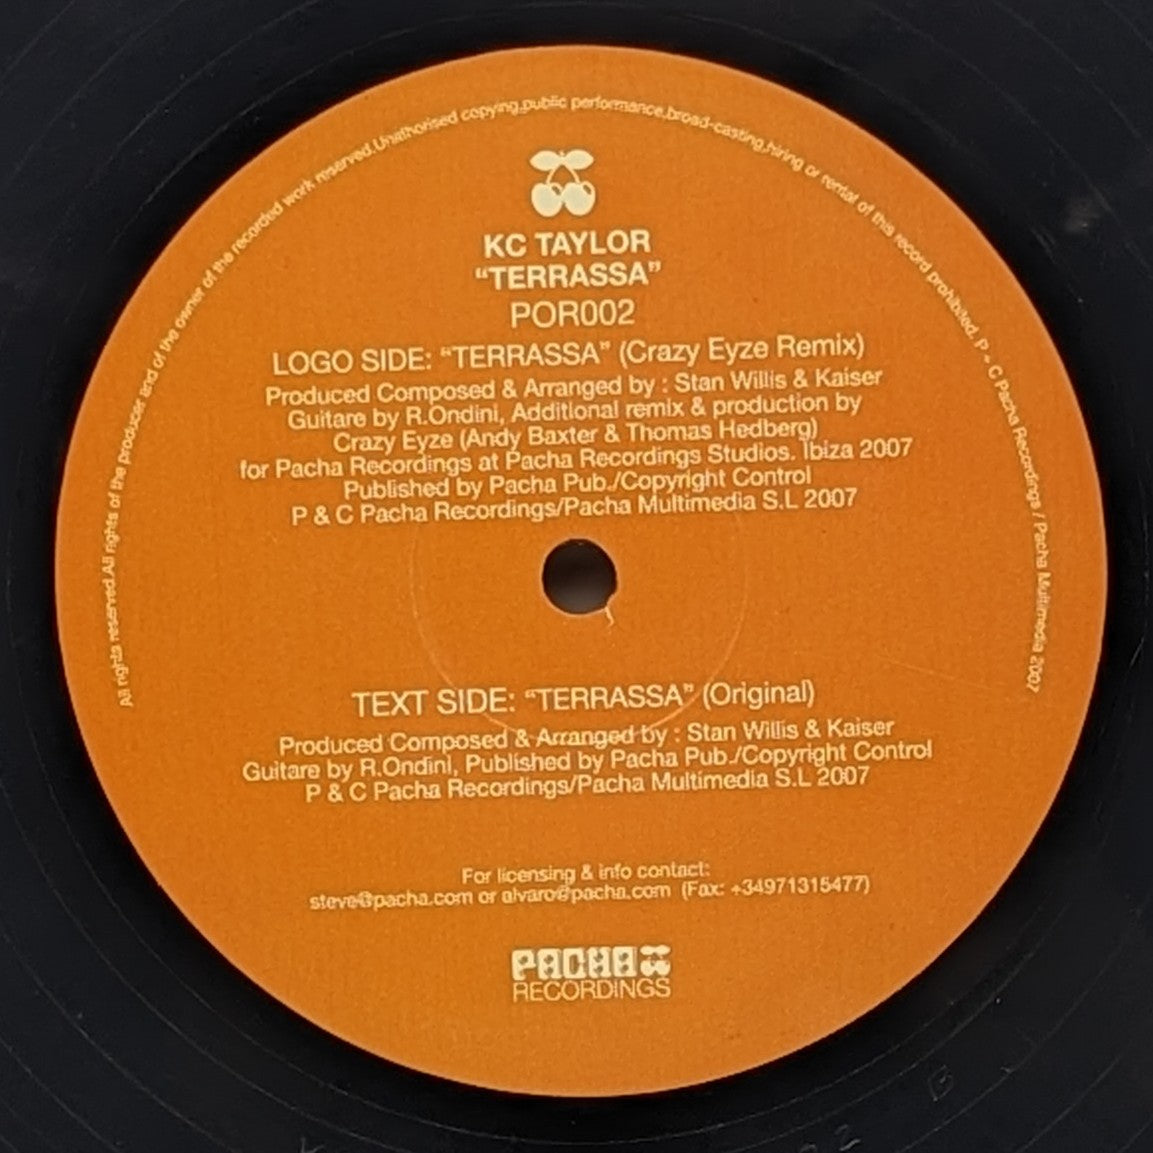 All rights reserved.All rights of the producer and of the owner of the recorded work reserved.Unathorised copying,public performance,broad-casting,hiring or rental of this record prohibited. P + C Pacha Recordings / Pacha Multimedia 2007
KC TAYLOR
“TERRASSA”
POR002
LOGO SIDE: “TERRASSA” (Crazy Eyze Remix)
Produced Composed & Arranged by : Stan Willis & Kaiser
Guitare by R.Ondini, Additional remix & production by
Crazy Eyze (Andy Baxter & Thomas Hedberg)
for Pacha Recordings at Pacha Recordings Studios. Ibiza 2007
Published by Pacha Pub./Copyright Control
P & C Pacha Recordings/Pacha Multimedia S.L 2007
TEXT SIDE: “TERRASSA” (Original)
Produced Composed & Arranged by : Stan Willis & Kaiser
Guitare by R.Ondini, Published by Pacha Pub./Copyright Control
P & C Pacha Recordings/Pacha Multimedia S.L 2007
For licensing & info contact:
steve@pacha.com or alvaro@pacha.com (Fax: +34971315477)
PACHA
RECORDINGS